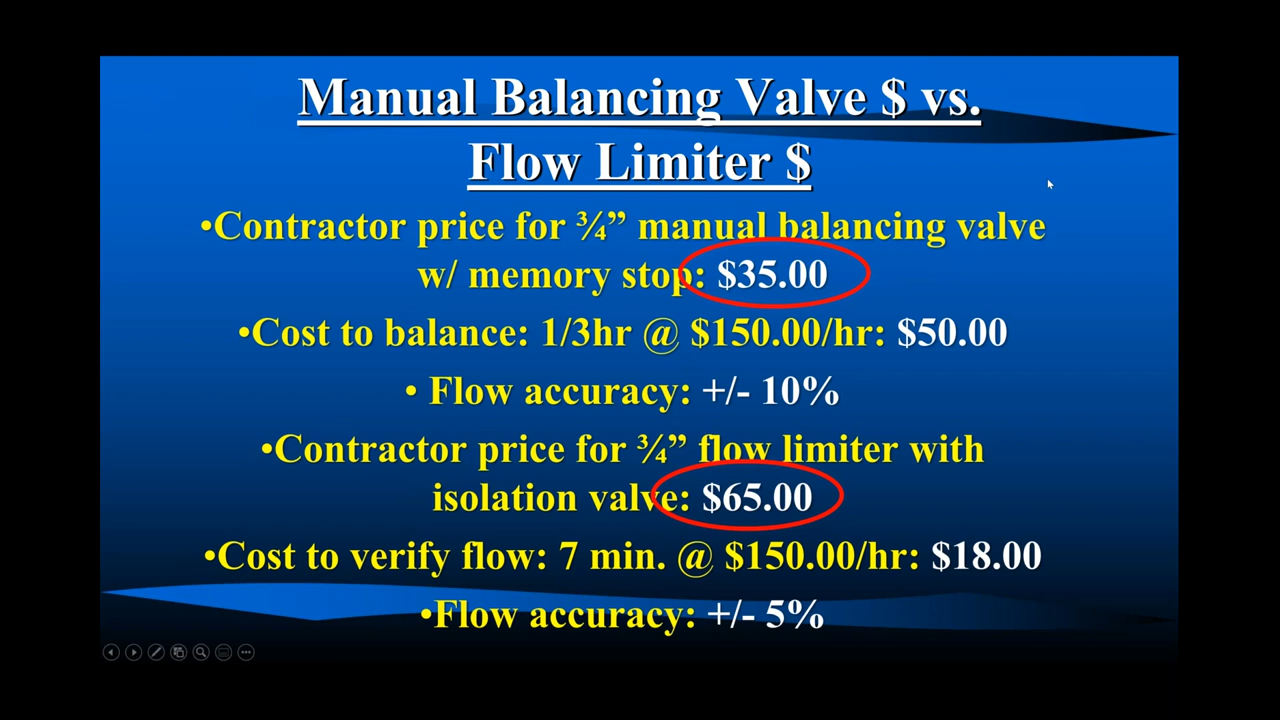 Manual Balancing Valve $ vs.
Flow Limiter $
•Contractor price for ¾” manual balancing valve
w/ memory stop: $35.00
•Cost to balance: 1/3hr @ $150.00/hr: $50.00
• Flow accuracy: +/- 10%
•Contractor price for ¾” flow limiter with
isolation valve: $65.00
•Cost to verify flow: 7 min. @ $150.00/hr: $18.00
•Flow accuracy: +/- 5%